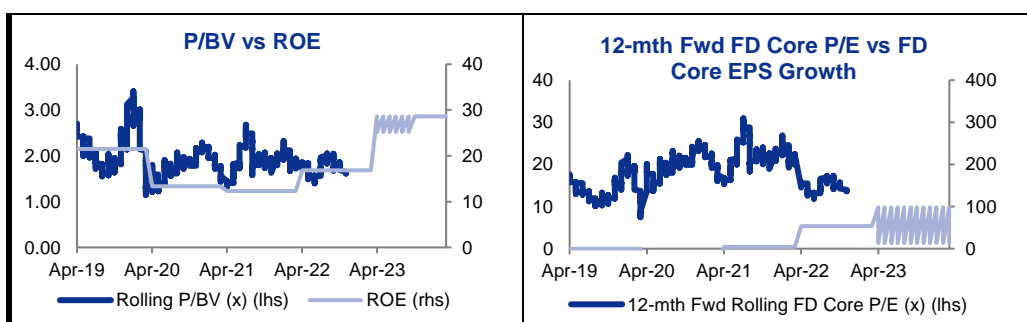 P/BV vs ROE
4.00
3.00
2.00
1.00
0.00
40
30
20
10
0
Apr-19 Apr-20 Apr-21 Apr-22 Apr-23
Rolling P/BV (x) (lhs) ROE (rhs)
12-mth Fwd FD Core P/E vs FD
Core EPS Growth
40
30
20
10
0
400
300
200
100
0
Apr-19 Apr-20 Apr-21 Apr-22 Apr-23
12-mth Fwd Rolling FD Core P/E (x) (lhs)